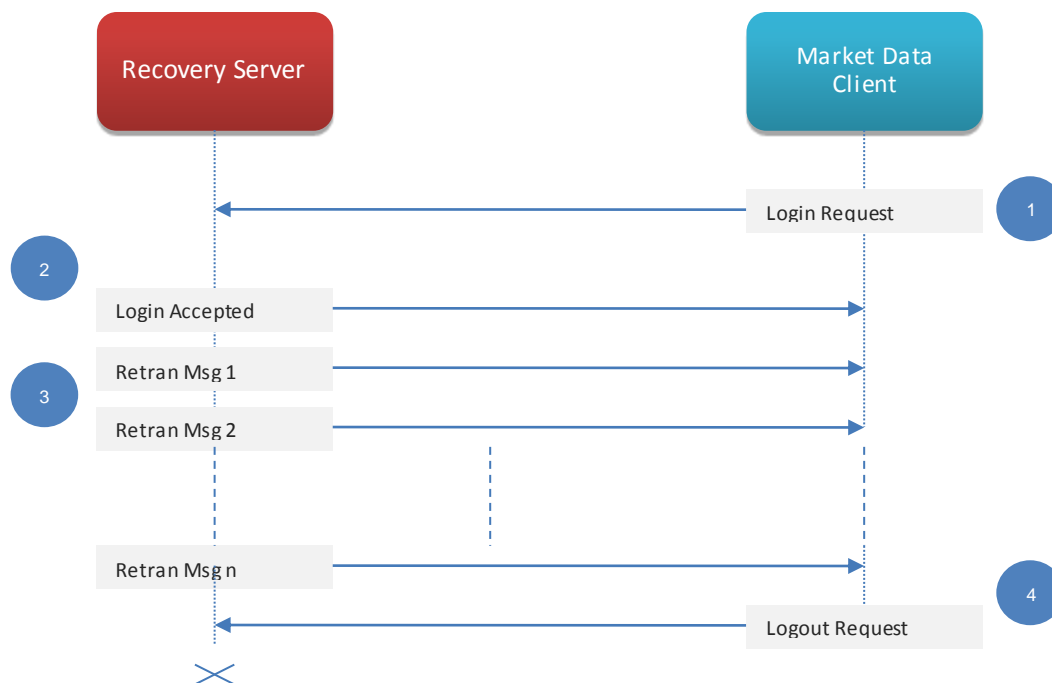 Recovery Server
Market Data
Client
Login Request
1
2
Login Accepted
Retran Msg 1
3
Retran Msg 2
Retran Msg n
4
Logout Request